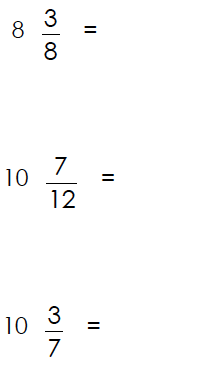 8 3/8 =
10 7/12 =
10 3/7 =